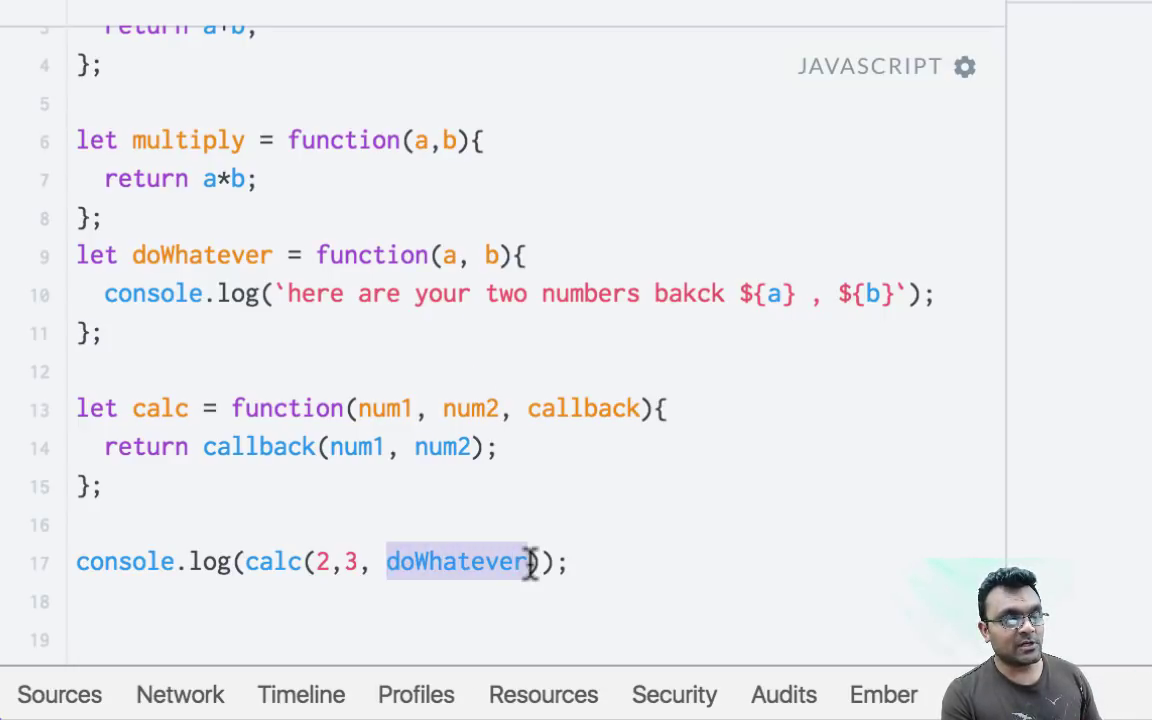 3 return a+b;
4 };
JAVASCRIPT
5
6 let multiply = function(a,b){
7 return a*b;
8 };
9 let doWhatever = function(a, b){
10 console.log(`here are your two numbers bakck ${a} , ${b}`);
11 };
12
13 let calc = function(num1, num2, callback){
14 return callback(num1, num2);
15 };
16
17 console.log(calc(2,3, doWhatever));
18
19
Sources Network Timeline Profiles Resources Security Audits Ember